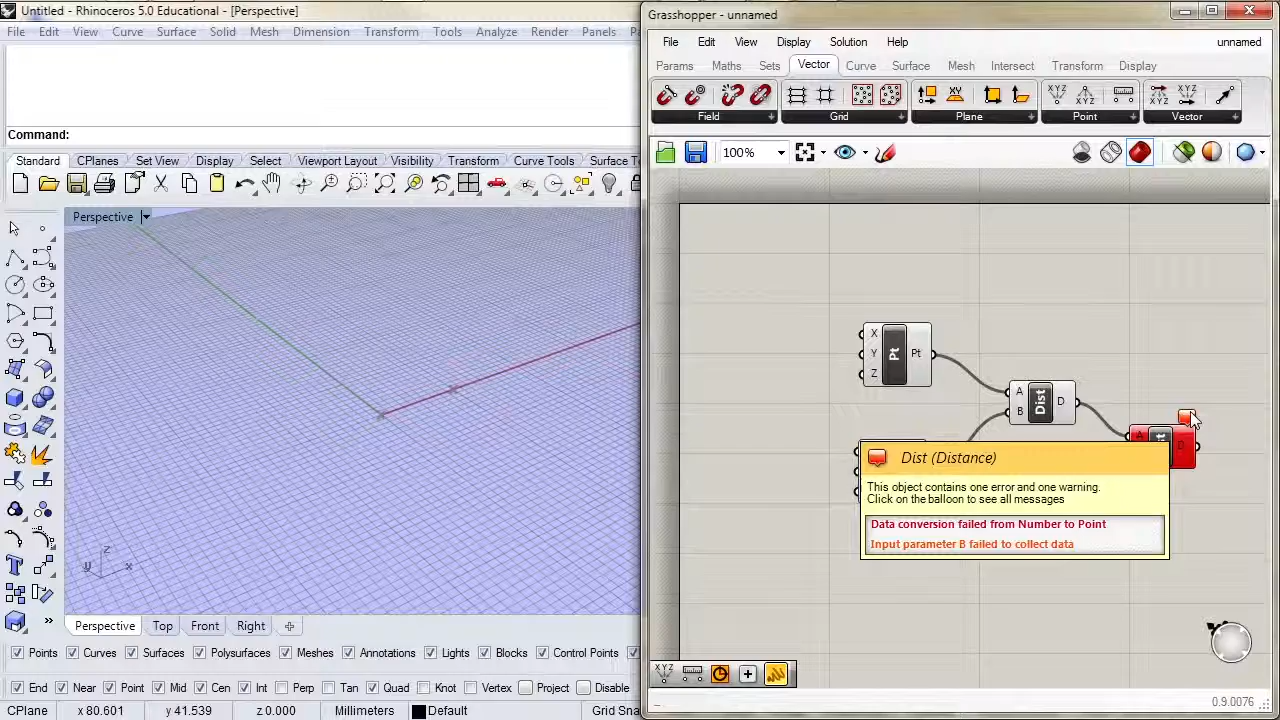 Untitled - Rhinoceros 5.0 Educational - [Perspective]
File Edit View Curve Surface Solid Mesh Dimension Transform Tools Analyze Render Panels
Command:
Standard CPlanes Set View Display Select Viewport Layout Visibility Transform Curve Tools Surface
Perspective
z
y x
Perspective Top Front Right
Points Curves Surfaces Polysurfaces Meshes Annotations Lights Blocks Control Points
End Near Point Mid Cen Int Perp Tan Quad Knot Vertex Project Disable
CPlane x 80.601 y 41.539 z 0.000 Millimeters Default Grid Sna
Grasshopper - unnamed
File Edit View Display Solution Help unnamed
Params Maths Sets Vector Curve Surface Mesh Intersect Transform Display
Field Grid Plane Point Vector
100%
X
Y Pt Pt
Z
A
B Dist D
A D
Dist (Distance)
This object contains one error and one warning.
Click on the balloon to see all messages
Data conversion failed from Number to Point
Input parameter B failed to collect data
0.9.0076